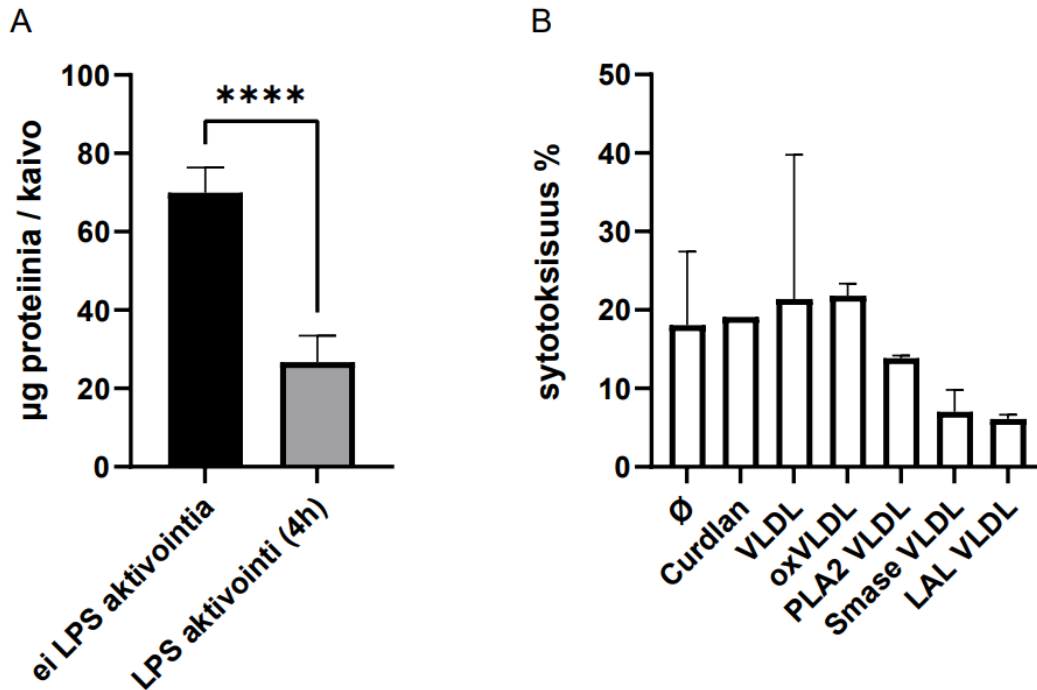 A
µg proteiinia / kaivo
100
80
60
40
20
0
****
ei LPS aktivointia
LPS aktivointi (4h)
B
sytotoksisuus %
50
40
30
20
10
0
Ø
Curdlan
VLDL
oxVLDL
PLA2 VLDL
Smase VLDL
LAL VLDL